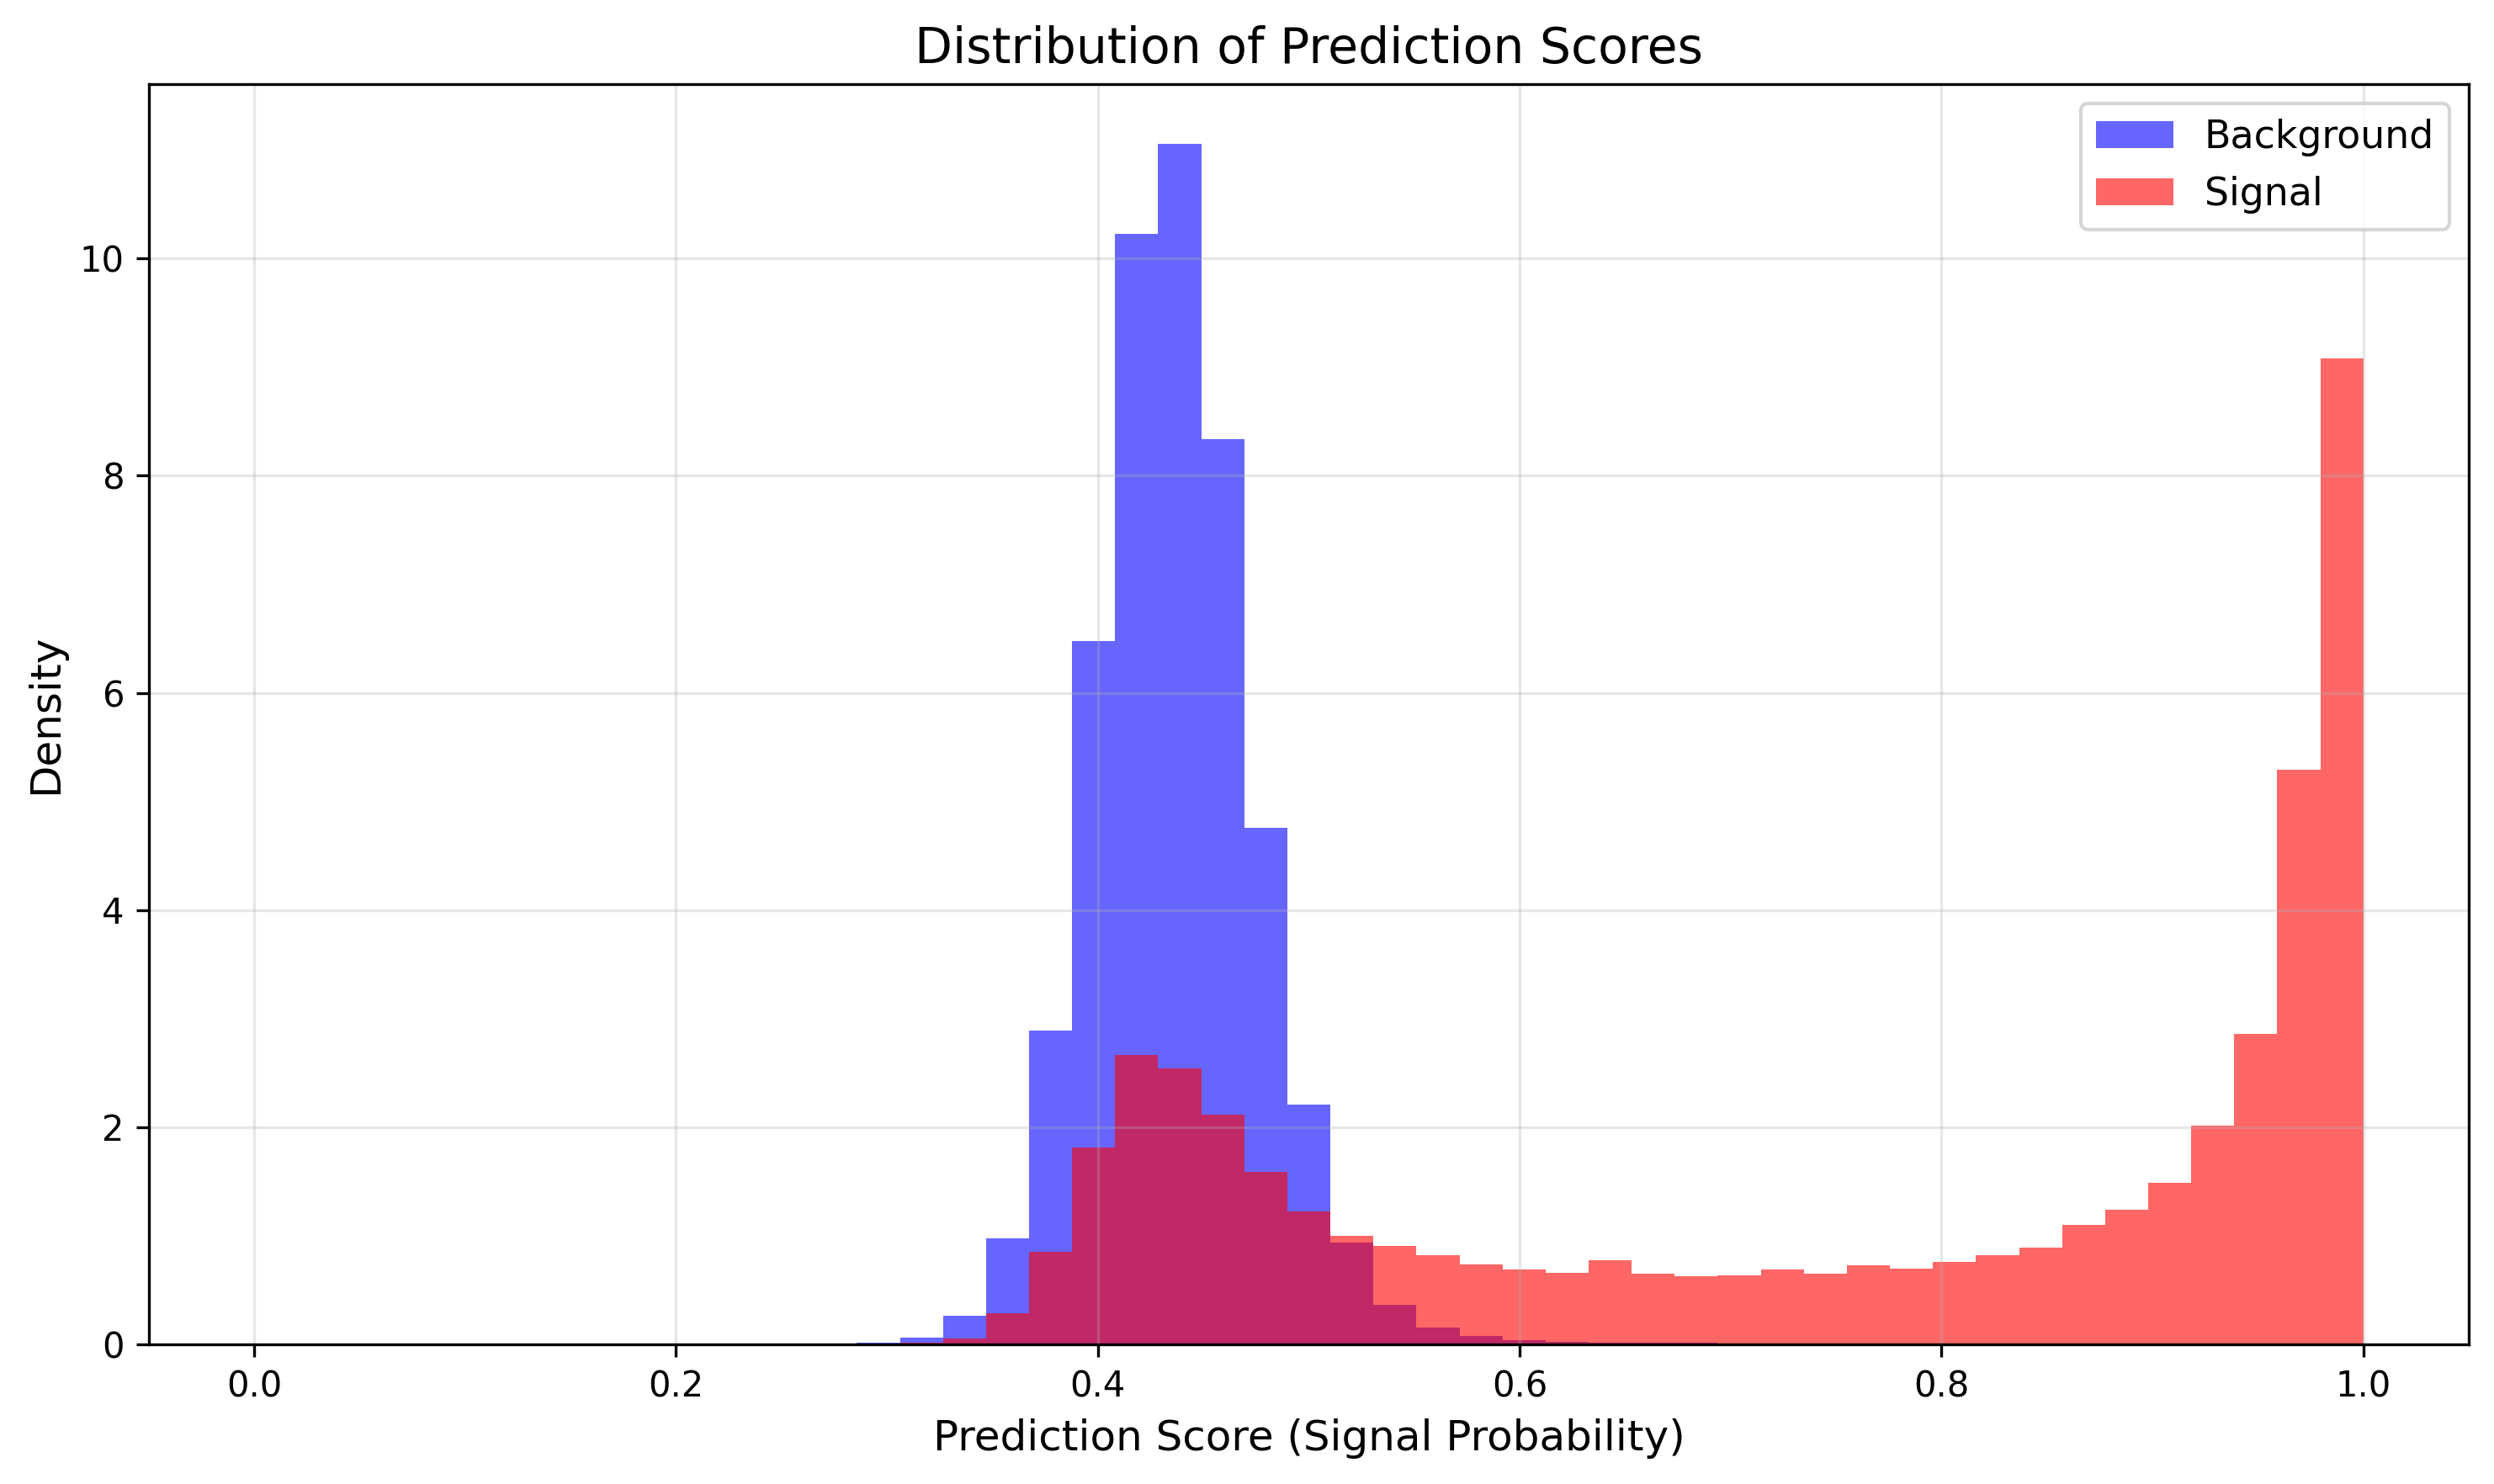 Distribution of Prediction Scores
Background
Signal
Density
10
8
6
4
2
0
0.0 0.2 0.4 0.6 0.8 1.0
Prediction Score (Signal Probability)